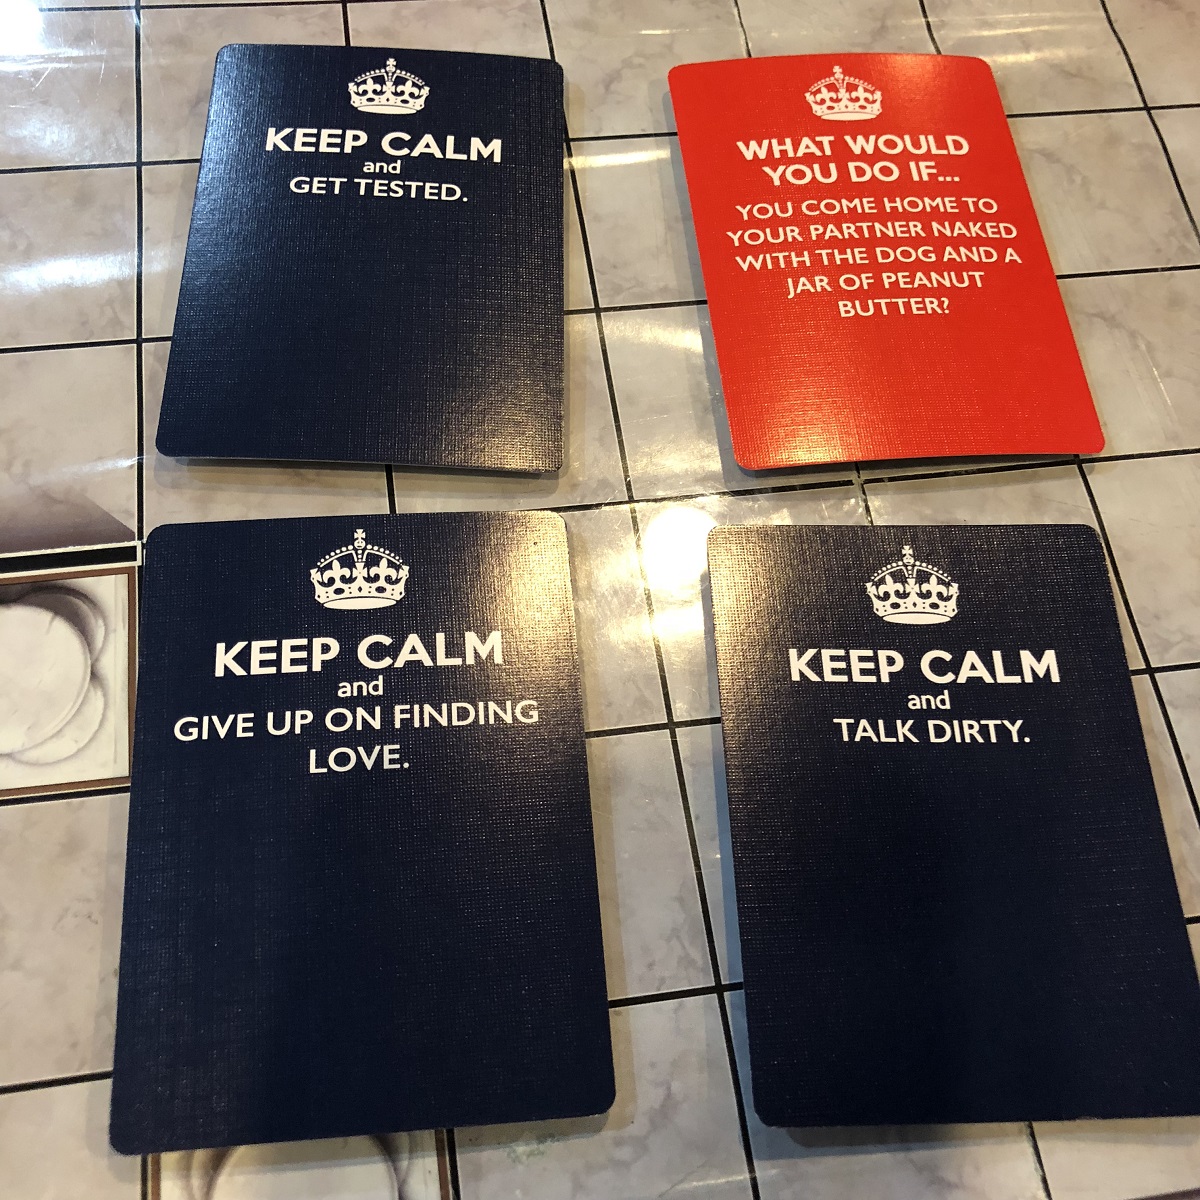 KEEP CALM
and
GET TESTED.
WHAT WOULD
YOU DO IF...
YOU COME HOME TO
YOUR PARTNER NAKED
WITH THE DOG AND A
JAR OF PEANUT
BUTTER?
KEEP CALM
and
GIVE UP ON FINDING
LOVE.
KEEP CALM
and
TALK DIRTY.